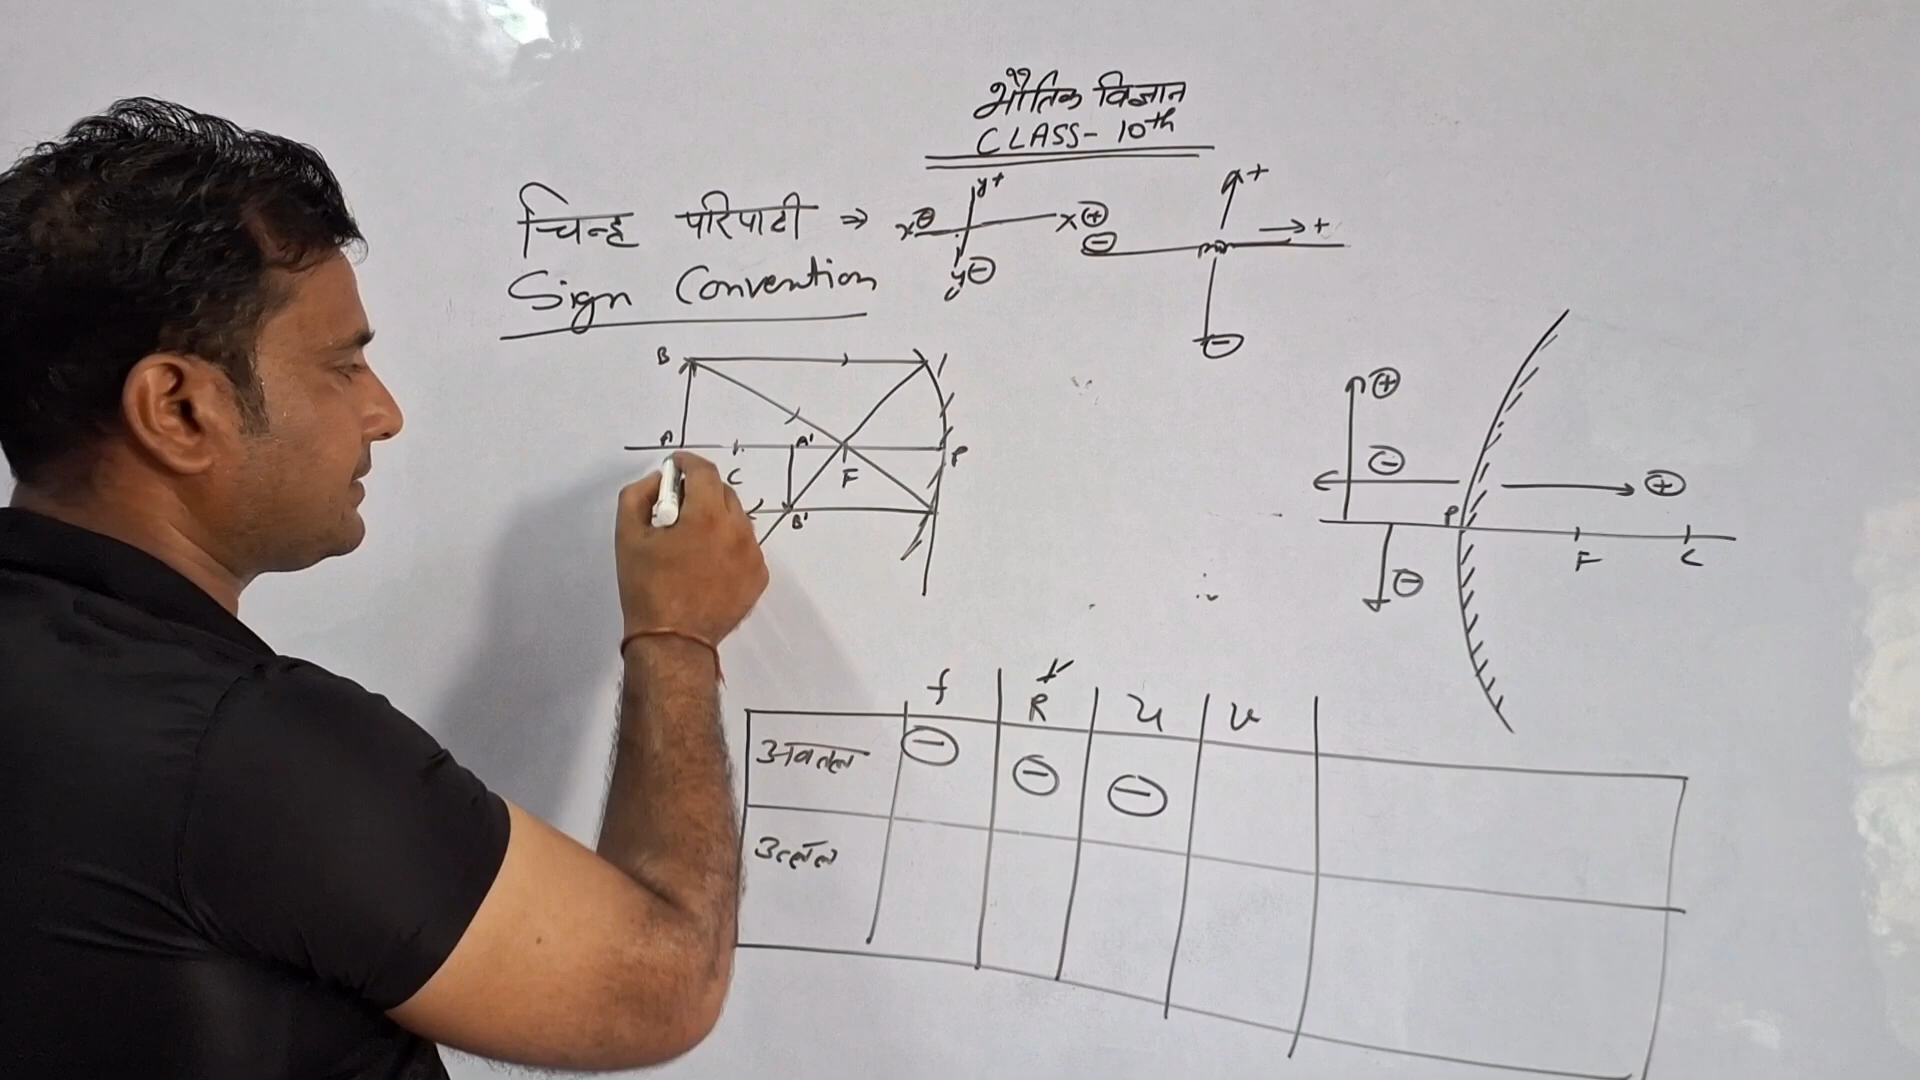 भौतिक विज्ञान
CLASS- 10th
चिन्ह परिपाटी ⇒
Sign Convention
y+
x⊖ x⊕
y⊖
+
⊖ → +
⊖
B
A C A' F P
B'
⊕
⊖ ⊕
P F C
⊖
f R u v
अवतल ⊖ ⊖ ⊖
उत्तल